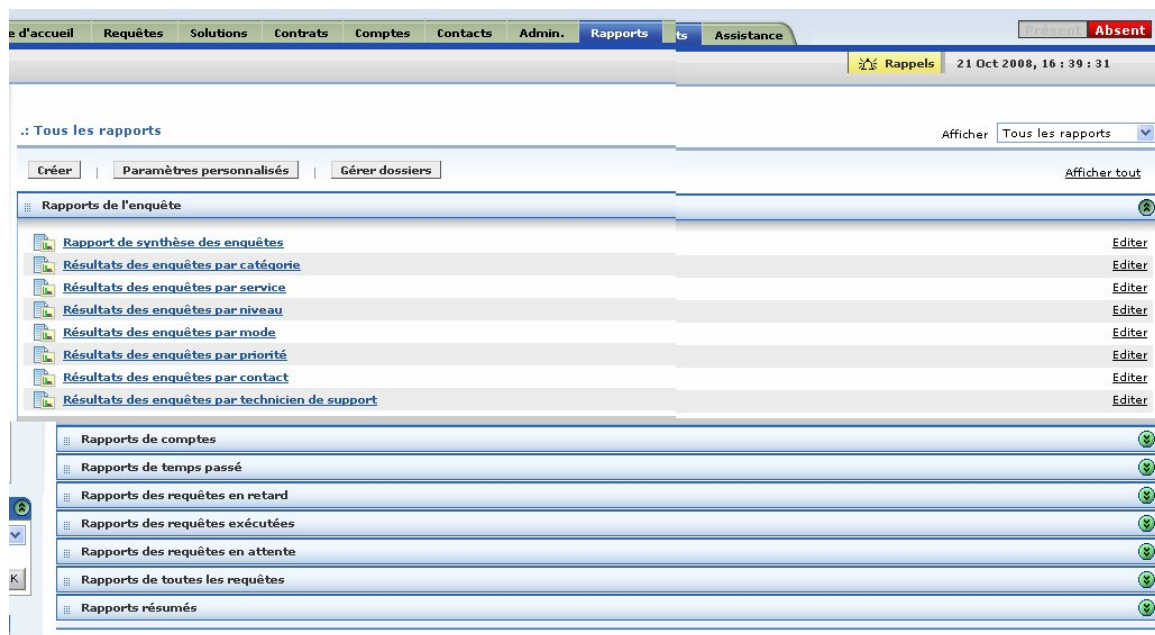 e d'accueil Requêtes Solutions Contrats Comptes Contacts Admin. Rapports ts Assistance Présent Absent
Rappels 21 Oct 2008, 16 : 39 : 31
.: Tous les rapports Afficher Tous les rapports
Créer | Paramètres personnalisés | Gérer dossiers Afficher tout
Rapports de l'enquête
Rapport de synthèse des enquêtes Editer
Résultats des enquêtes par catégorie Editer
Résultats des enquêtes par service Editer
Résultats des enquêtes par niveau Editer
Résultats des enquêtes par mode Editer
Résultats des enquêtes par priorité Editer
Résultats des enquêtes par contact Editer
Résultats des enquêtes par technicien de support Editer
Rapports de comptes
Rapports de temps passé
Rapports des requêtes en retard
Rapports des requêtes exécutées
Rapports des requêtes en attente
K Rapports de toutes les requêtes
Rapports résumés